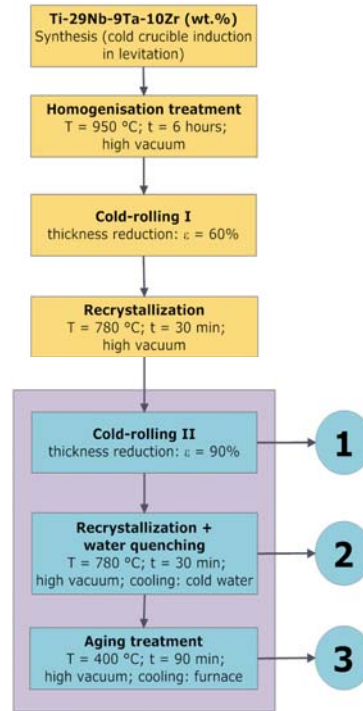 Ti-29Nb-9Ta-10Zr (wt.%)
Synthesis (cold crucible induction
in levitation)
Homogenisation treatment
T = 950 °C; t = 6 hours;
high vacuum
Cold-rolling I
thickness reduction: ε = 60%
Recrystallization
T = 780 °C; t = 30 min;
high vacuum
Cold-rolling II
thickness reduction: ε = 90%
1
Recrystallization +
water quenching
T = 780 °C; t = 30 min;
high vacuum; cooling: cold water
2
Aging treatment
T = 400 °C; t = 90 min;
high vacuum; cooling: furnace
3